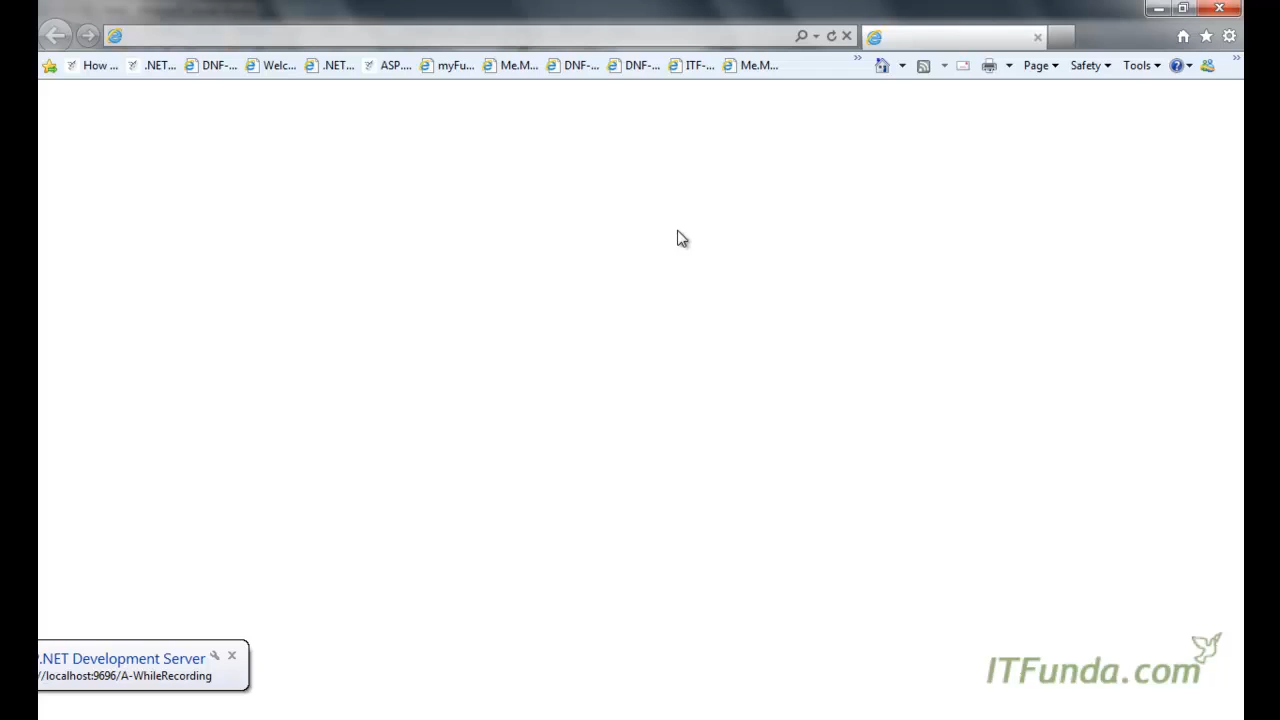 How ... .NET... DNF-... Welc... .NET... ASP.... myFu... Me.M... DNF-... DNF-... ITF-... Me.M... Page Safety Tools
.NET Development Server
//localhost:9696/A-WhileRecording
ITFunda.com